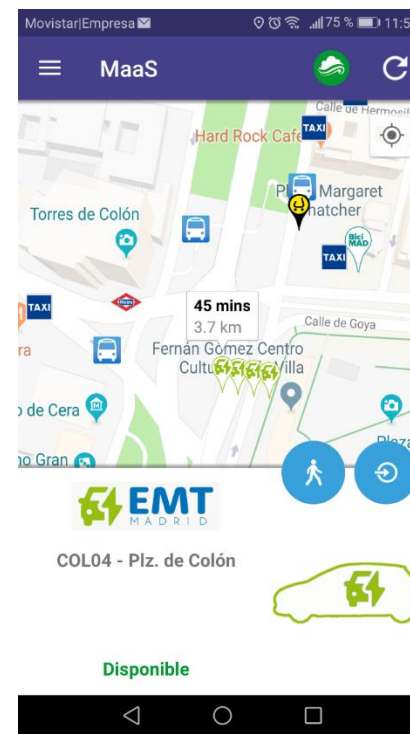 Movistar|Empresa
75 %
11:5
MaaS
Calle de Hermosil
Hard Rock Cafe
TAXI
Margaret
Thatcher
Torres de Colón
Bici
MAD
TAXI
TAXI
45 mins
3.7 km
Calle de Goya
ra
Fernán Gómez Centro
Cultu
Villa
o de Cera
Plaza
no Gran
EMT
MADRID
COL04 - Plz. de Colón
Disponible